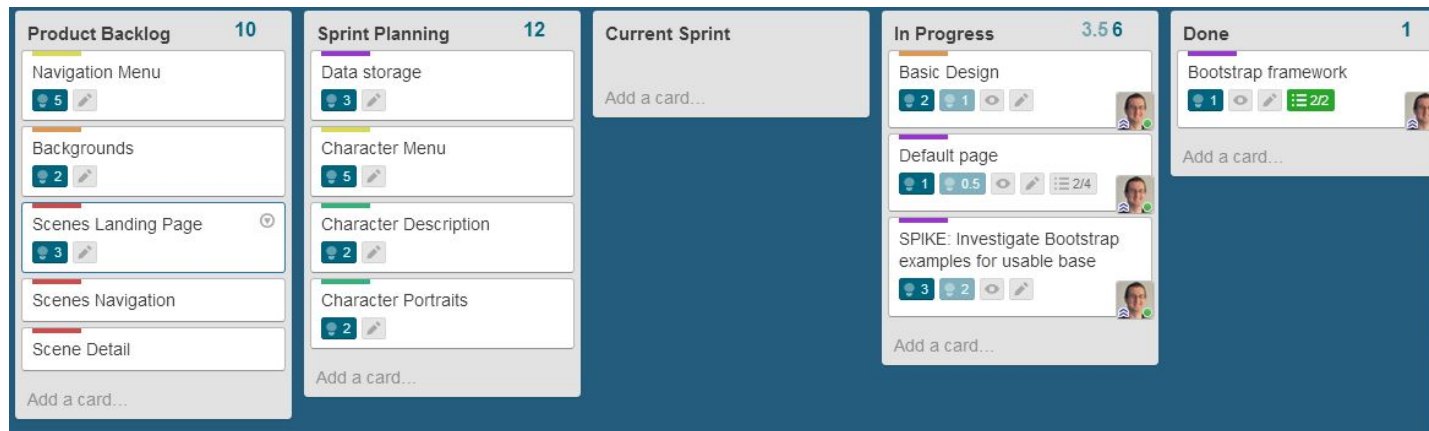 Product Backlog 10
Navigation Menu
5
Backgrounds
2
Scenes Landing Page
3
Scenes Navigation
Scene Detail
Add a card...
Sprint Planning 12
Data storage
3
Character Menu
5
Character Description
2
Character Portraits
2
Add a card...
Current Sprint
Add a card...
In Progress 3.5 6
Basic Design
2 1
Default page
1 0.5 2/4
SPIKE: Investigate Bootstrap
examples for usable base
3 2
Add a card...
Done 1
Bootstrap framework
1 2/2
Add a card...